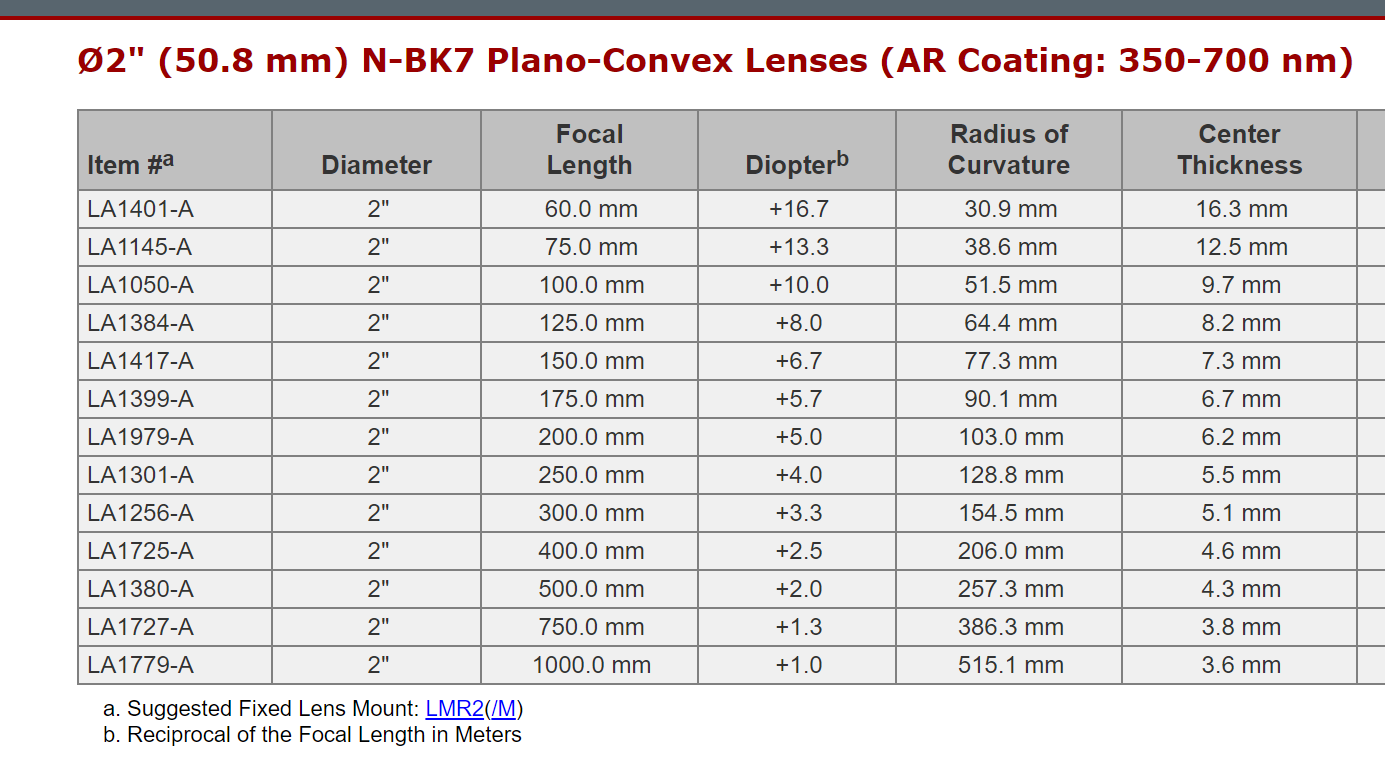 Ø2" (50.8 mm) N-BK7 Plano-Convex Lenses (AR Coating: 350-700 nm)
Item #a Diameter Focal Length Diopterb Radius of Curvature Center Thickness
LA1401-A 2" 60.0 mm +16.7 30.9 mm 16.3 mm
LA1145-A 2" 75.0 mm +13.3 38.6 mm 12.5 mm
LA1050-A 2" 100.0 mm +10.0 51.5 mm 9.7 mm
LA1384-A 2" 125.0 mm +8.0 64.4 mm 8.2 mm
LA1417-A 2" 150.0 mm +6.7 77.3 mm 7.3 mm
LA1399-A 2" 175.0 mm +5.7 90.1 mm 6.7 mm
LA1979-A 2" 200.0 mm +5.0 103.0 mm 6.2 mm
LA1301-A 2" 250.0 mm +4.0 128.8 mm 5.5 mm
LA1256-A 2" 300.0 mm +3.3 154.5 mm 5.1 mm
LA1725-A 2" 400.0 mm +2.5 206.0 mm 4.6 mm
LA1380-A 2" 500.0 mm +2.0 257.3 mm 4.3 mm
LA1727-A 2" 750.0 mm +1.3 386.3 mm 3.8 mm
LA1779-A 2" 1000.0 mm +1.0 515.1 mm 3.6 mm
a. Suggested Fixed Lens Mount: LMR2(/M)
b. Reciprocal of the Focal Length in Meters